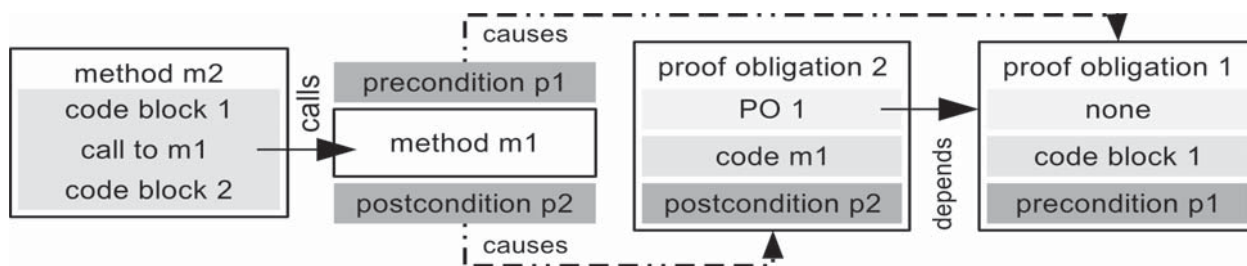 causes
method m2
code block 1
call to m1
code block 2
calls
precondition p1
method m1
postcondition p2
causes
proof obligation 2
PO 1
code m1
postcondition p2
depends
proof obligation 1
none
code block 1
precondition p1